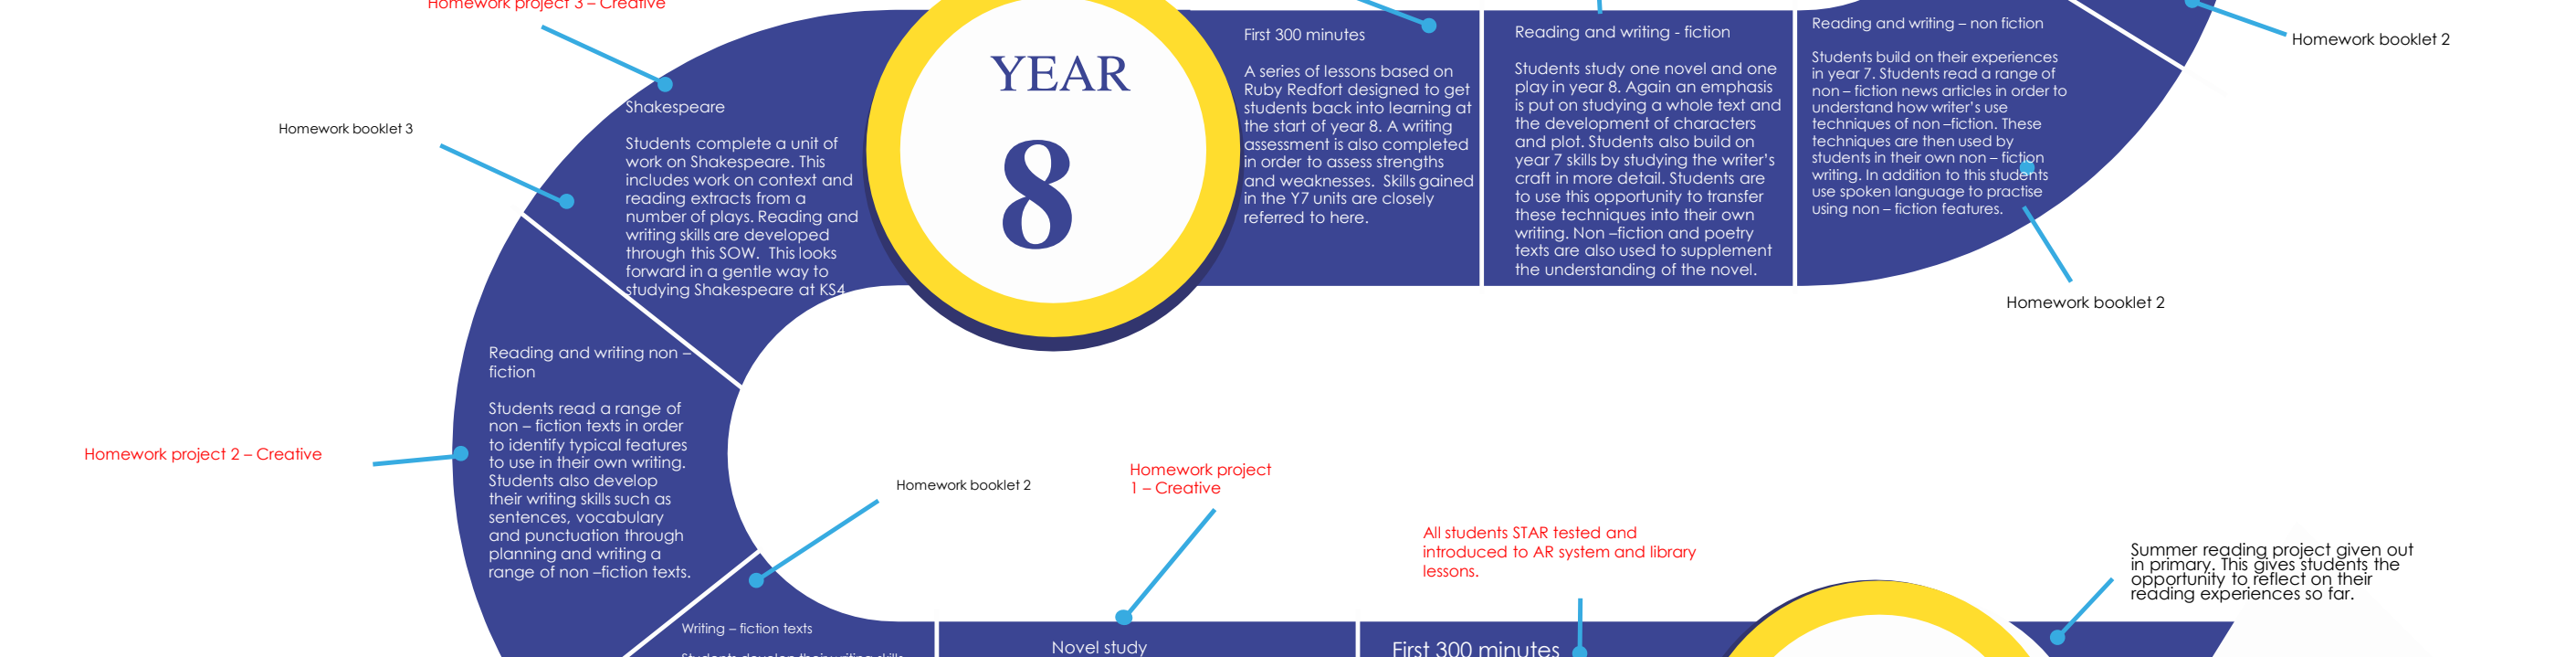 Homework project 3 – Creative
Homework booklet 3
Shakespeare
Students complete a unit of
work on Shakespeare. This
includes work on context and
reading extracts from a
number of plays. Reading and
writing skills are developed
through this SOW.  This looks
forward in a gentle way to
studying Shakespeare at KS4
YEAR
8
First 300 minutes
A series of lessons based on
Ruby Redfort designed to get
students back into learning at
the start of year 8. A writing
assessment is also completed
in order to assess strengths
and weaknesses.  Skills gained
in the Y7 units are closely
referred to here.
Reading and writing - fiction
Students study one novel and one
play in year 8. Again an emphasis
is put on studying a whole text and
the development of characters
and plot. Students also build on
year 7 skills by studying the writer’s
craft in more detail. Students are
to use this opportunity to transfer
these techniques into their own
writing. Non –fiction and poetry
texts are also used to supplement
the understanding of the novel.
Reading and writing – non fiction
Students build on their experiences
in year 7. Students read a range of
non – fiction news articles in order to
understand how writer’s use
techniques of non –fiction. These
techniques are then used by
students in their own non – fiction
writing. In addition to this students
use spoken language to practise
using non – fiction features.
Homework booklet 2
Homework booklet 2
Reading and writing non –
fiction
Students read a range of
non – fiction texts in order
to identify typical features
to use in their own writing.
Students also develop
their writing skills such as
sentences, vocabulary
and punctuation through
planning and writing a
range of non –fiction texts.
Homework project 2 – Creative
Homework booklet 2
Homework project
1 – Creative
All students STAR tested and
introduced to AR system and library
lessons.
Summer reading project given out
in primary. This gives students the
opportunity to reflect on their
reading experiences so far.
Writing – fiction texts
Students develop their writing skills
Novel study
First 300 minutes